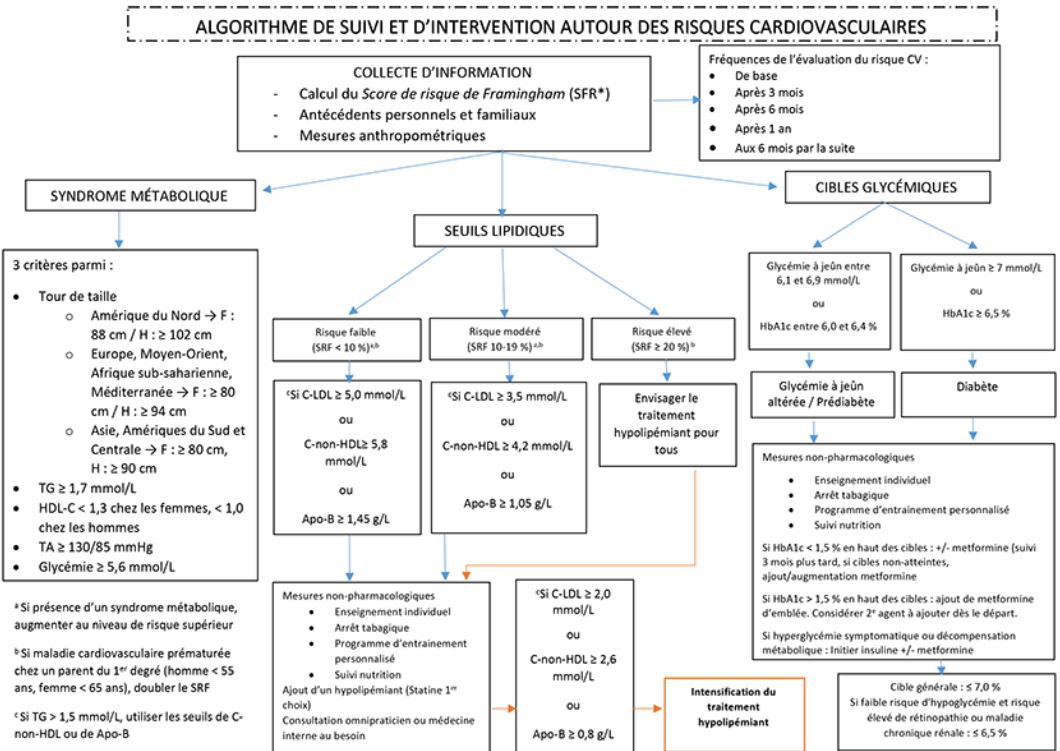 ALGORITHME DE SUIVI ET D'INTERVENTION AUTOUR DES RISQUES CARDIOVASCULAIRES
COLLECTE D'INFORMATION
- Calcul du Score de risque de Framingham (SFR*)
- Antécédents personnels et familiaux
- Mesures anthropométriques
Fréquences de l'évaluation du risque CV :
• De base
• Après 3 mois
• Après 6 mois
• Après 1 an
• Aux 6 mois par la suite
SYNDROME MÉTABOLIQUE
3 critères parmi :
• Tour de taille
o Amérique du Nord → F :
88 cm / H : ≥ 102 cm
o Europe, Moyen-Orient,
Afrique sub-saharienne,
Méditerranée → F : ≥ 80
cm / H : ≥ 94 cm
o Asie, Amériques du Sud et
Centrale → F : ≥ 80 cm,
H : ≥ 90 cm
• TG ≥ 1,7 mmol/L
• HDL-C < 1,3 chez les femmes, < 1,0
chez les hommes
• TA ≥ 130/85 mmHg
• Glycémie ≥ 5,6 mmol/L
ᵃ Si présence d'un syndrome métabolique,
augmenter au niveau de risque supérieur
ᵇ Si maladie cardiovasculaire prématurée
chez un parent du 1er degré (homme < 55
ans, femme < 65 ans), doubler le SRF
ᶜ Si TG > 1,5 mmol/L, utiliser les seuils de C-
non-HDL ou de Apo-B
SEUILS LIPIDIQUES
Risque faible
(SRF < 10 %)ᵃ,ᵇ
ᶜSi C-LDL ≥ 5,0 mmol/L
ou
C-non-HDL≥ 5,8
mmol/L
ou
Apo-B ≥ 1,45 g/L
Risque modéré
(SRF 10-19 %) ᵃ,ᵇ
ᶜSi C-LDL ≥ 3,5 mmol/L
ou
C-non-HDL ≥ 4,2 mmol/L
ou
Apo-B ≥ 1,05 g/L
Risque élevé
(SRF ≥ 20 %) ᵇ
Envisager le
traitement
hypolipémiant pour
tous
Mesures non-pharmacologiques
• Enseignement individuel
• Arrêt tabagique
• Programme d'entrainement
personnalisé
• Suivi nutrition
Ajout d'un hypolipémiant (Statine 1er
choix)
Consultation omnipraticien ou médecine
interne au besoin
ᶜSi C-LDL ≥ 2,0
mmol/L
ou
C-non-HDL ≥ 2,6
mmol/L
ou
Apo-B ≥ 0,8 g/L
Intensification du
traitement
hypolipémiant
CIBLES GLYCÉMIQUES
Glycémie à jeûn entre
6,1 et 6,9 mmol/L
ou
HbA1c entre 6,0 et 6,4 %
Glycémie à jeûn
altérée / Prédiabète
Glycémie à jeûn ≥ 7 mmol/L
ou
HbA1c ≥ 6,5 %
Diabète
Mesures non-pharmacologiques
• Enseignement individuel
• Arrêt tabagique
• Programme d'entrainement personnalisé
• Suivi nutrition
Si HbA1c < 1,5 % en haut des cibles : +/- metformine (suivi
3 mois plus tard, si cibles non-atteintes,
ajout/augmentation metformine
Si HbA1c > 1,5 % en haut des cibles : ajout de metformine
d'emblée. Considérer 2e agent à ajouter dès le départ.
Si hyperglycémie symptomatique ou décompensation
métabolique : Initier insuline +/- metformine
Cible générale : ≤ 7,0 %
Si faible risque d'hypoglycémie et risque
élevé de rétinopathie ou maladie
chronique rénale : ≤ 6,5 %